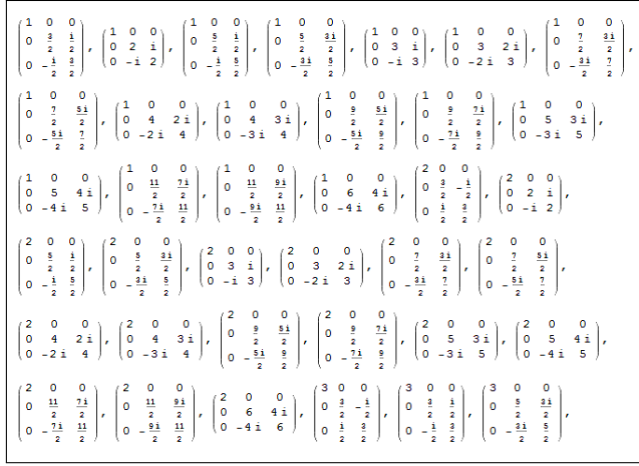 (1 0 0; 0 3/2 i/2; 0 -i/2 3/2), (1 0 0; 0 2 i; 0 -i 2), (1 0 0; 0 5/2 i/2; 0 -i/2 5/2), (1 0 0; 0 5/2 3i/2; 0 -3i/2 5/2), (1 0 0; 0 3 i; 0 -i 3), (1 0 0; 0 3 2i; 0 -2i 3), (1 0 0; 0 7/2 3i/2; 0 -3i/2 7/2),
(1 0 0; 0 7/2 5i/2; 0 -5i/2 7/2), (1 0 0; 0 4 2i; 0 -2i 4), (1 0 0; 0 4 3i; 0 -3i 4), (1 0 0; 0 9/2 5i/2; 0 -5i/2 9/2), (1 0 0; 0 9/2 7i/2; 0 -7i/2 9/2), (1 0 0; 0 5 3i; 0 -3i 5),
(1 0 0; 0 5 4i; 0 -4i 5), (1 0 0; 0 11/2 7i/2; 0 -7i/2 11/2), (1 0 0; 0 11/2 9i/2; 0 -9i/2 11/2), (1 0 0; 0 6 4i; 0 -4i 6), (2 0 0; 0 3/2 -i/2; 0 i/2 3/2), (2 0 0; 0 2 i; 0 -i 2),
(2 0 0; 0 5/2 i/2; 0 -i/2 5/2), (2 0 0; 0 5/2 3i/2; 0 -3i/2 5/2), (2 0 0; 0 3 i; 0 -i 3), (2 0 0; 0 3 2i; 0 -2i 3), (2 0 0; 0 7/2 3i/2; 0 -3i/2 7/2), (2 0 0; 0 7/2 5i/2; 0 -5i/2 7/2),
(2 0 0; 0 4 2i; 0 -2i 4), (2 0 0; 0 4 3i; 0 -3i 4), (2 0 0; 0 9/2 5i/2; 0 -5i/2 9/2), (2 0 0; 0 9/2 7i/2; 0 -7i/2 9/2), (2 0 0; 0 5 3i; 0 -3i 5), (2 0 0; 0 5 4i; 0 -4i 5),
(2 0 0; 0 11/2 7i/2; 0 -7i/2 11/2), (2 0 0; 0 11/2 9i/2; 0 -9i/2 11/2), (2 0 0; 0 6 4i; 0 -4i 6), (3 0 0; 0 3/2 -i/2; 0 i/2 3/2), (3 0 0; 0 3/2 i/2; 0 -i/2 3/2), (3 0 0; 0 5/2 3i/2; 0 -3i/2 5/2),